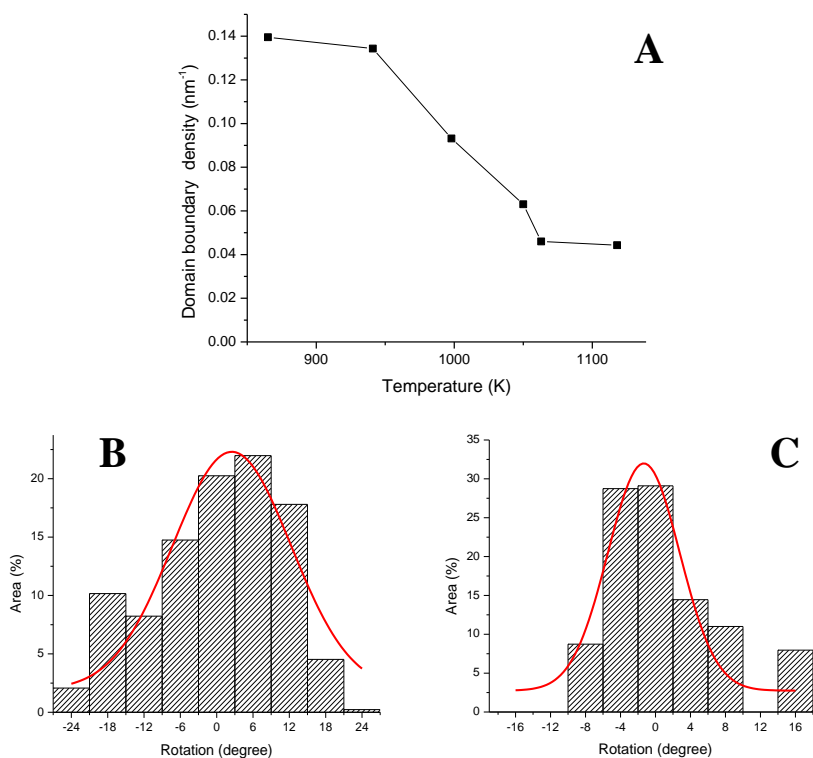 A
Domain boundary density (nm⁻¹)
0.14
0.12
0.10
0.08
0.06
0.04
0.02
0.00
900 1000 1100
Temperature (K)
B
Area (%)
20
15
10
5
0
-24 -18 -12 -6 0 6 12 18 24
Rotation (degree)
C
Area (%)
35
30
25
20
15
10
5
0
-16 -12 -8 -4 0 4 8 12 16
Rotation (degree)